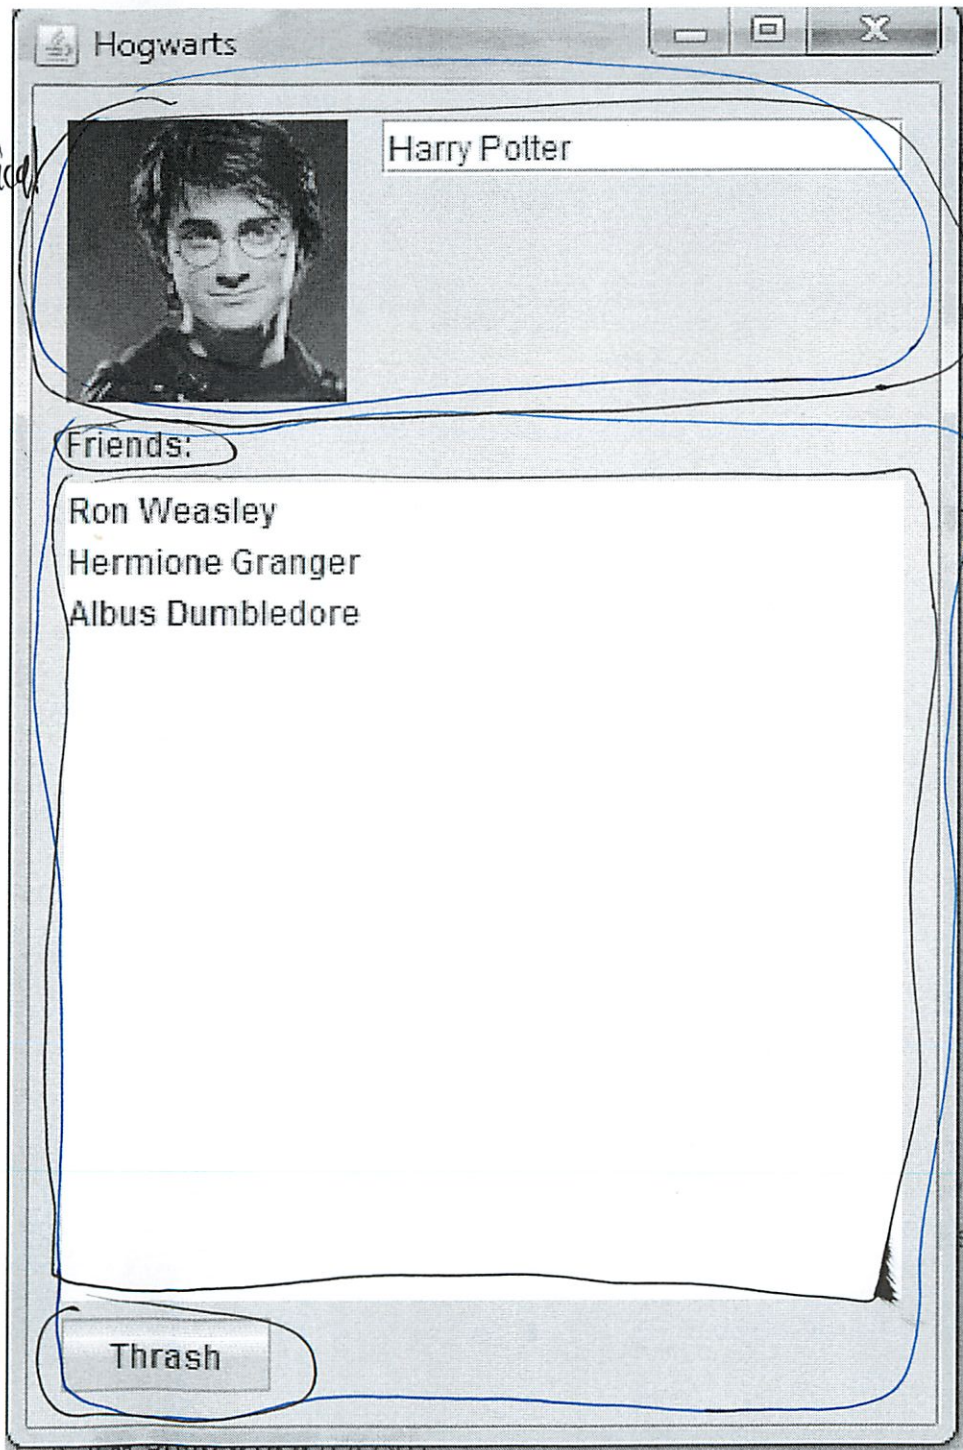 Hogwarts
Harry Potter
Friends:
Ron Weasley
Hermione Granger
Albus Dumbledore
Thrash